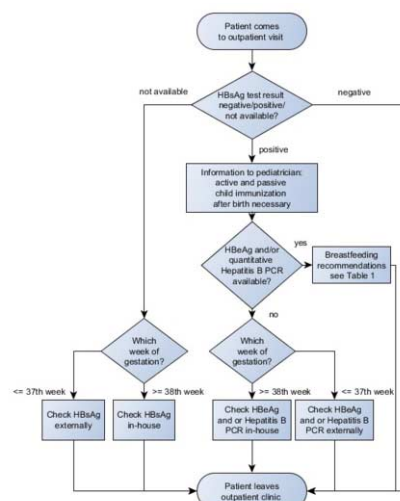 Patient comes
to outpatient visit
not available
HBsAg test result
negative/positive/
not available?
negative
positive
Information to pediatrician:
active and passive
child immunization
after birth necessary
HBeAg and/or
quantitative
Hepatitis B PCR
available?
yes
Breastfeeding
recommendations
see Table 1
no
Which
week of
gestation?
Which
week of
gestation?
<= 37th week
>= 38th week
>= 38th week
<= 37th week
Check HBsAg
externally
Check HBsAg
in-house
Check HBeAg
and or Hepatitis B
PCR in-house
Check HBeAg
and or Hepatitis B
PCR externally
Patient leaves
outpatient clinic